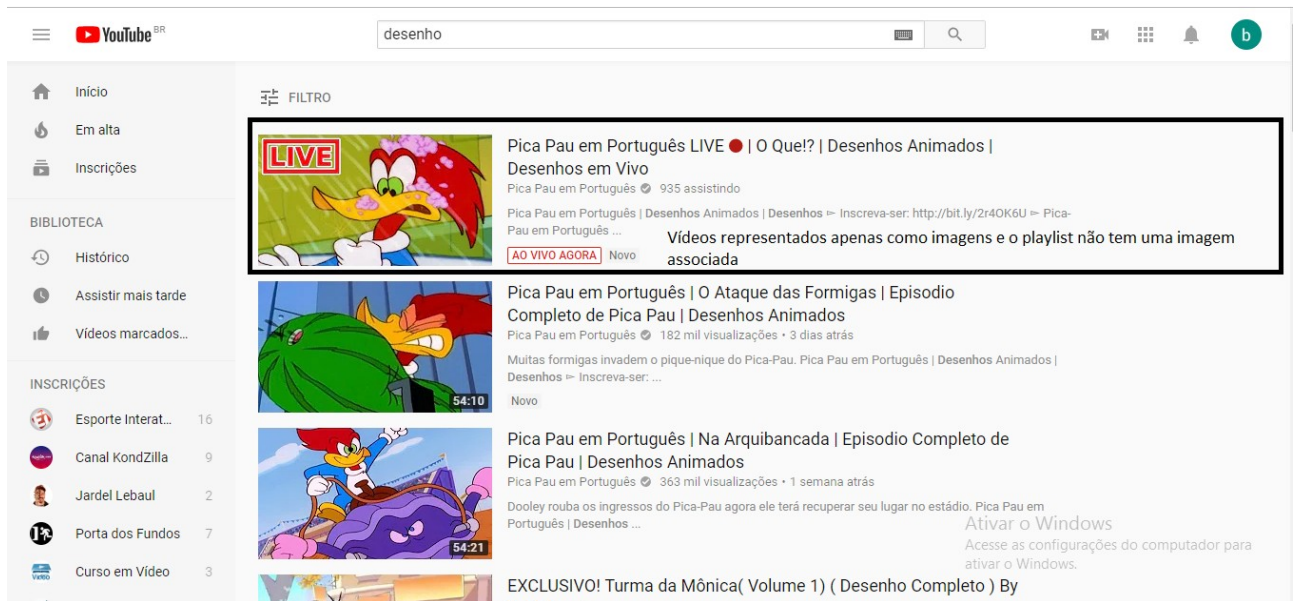 YouTube BR
desenho
b
Início
Em alta
Inscrições
BIBLIOTECA
Histórico
Assistir mais tarde
Vídeos marcados...
INSCRIÇÕES
Esporte Interat... 16
Canal KondZilla 9
Jardel Lebaul 2
Porta dos Fundos 7
Curso em Vídeo 3
FILTRO
LIVE
Pica Pau em Português LIVE | O Que!? | Desenhos Animados |
Desenhos em Vivo
Pica Pau em Português 935 assistindo
Pica Pau em Português | Desenhos Animados | Desenhos ► Inscreva-ser: http://bit.ly/2r4OK6U ► Pica-
Pau em Português ...
Vídeos representados apenas como imagens e o playlist não tem uma imagem
associada
AO VIVO AGORA Novo
54:10
Pica Pau em Português | O Ataque das Formigas | Episodio
Completo de Pica Pau | Desenhos Animados
Pica Pau em Português 182 mil visualizações • 3 dias atrás
Muitas formigas invadem o pique-nique do Pica-Pau. Pica Pau em Português | Desenhos Animados |
Desenhos ► Inscreva-ser: ...
Novo
54:21
Pica Pau em Português | Na Arquibancada | Episodio Completo de
Pica Pau | Desenhos Animados
Pica Pau em Português 363 mil visualizações • 1 semana atrás
Dooley rouba os ingressos do Pica-Pau agora ele terá recuperar seu lugar no estádio. Pica Pau em
Português | Desenhos ...
Ativar o Windows
Acesse as configurações do computador para
ativar o Windows.
EXCLUSIVO! Turma da Mônica( Volume 1) ( Desenho Completo ) By